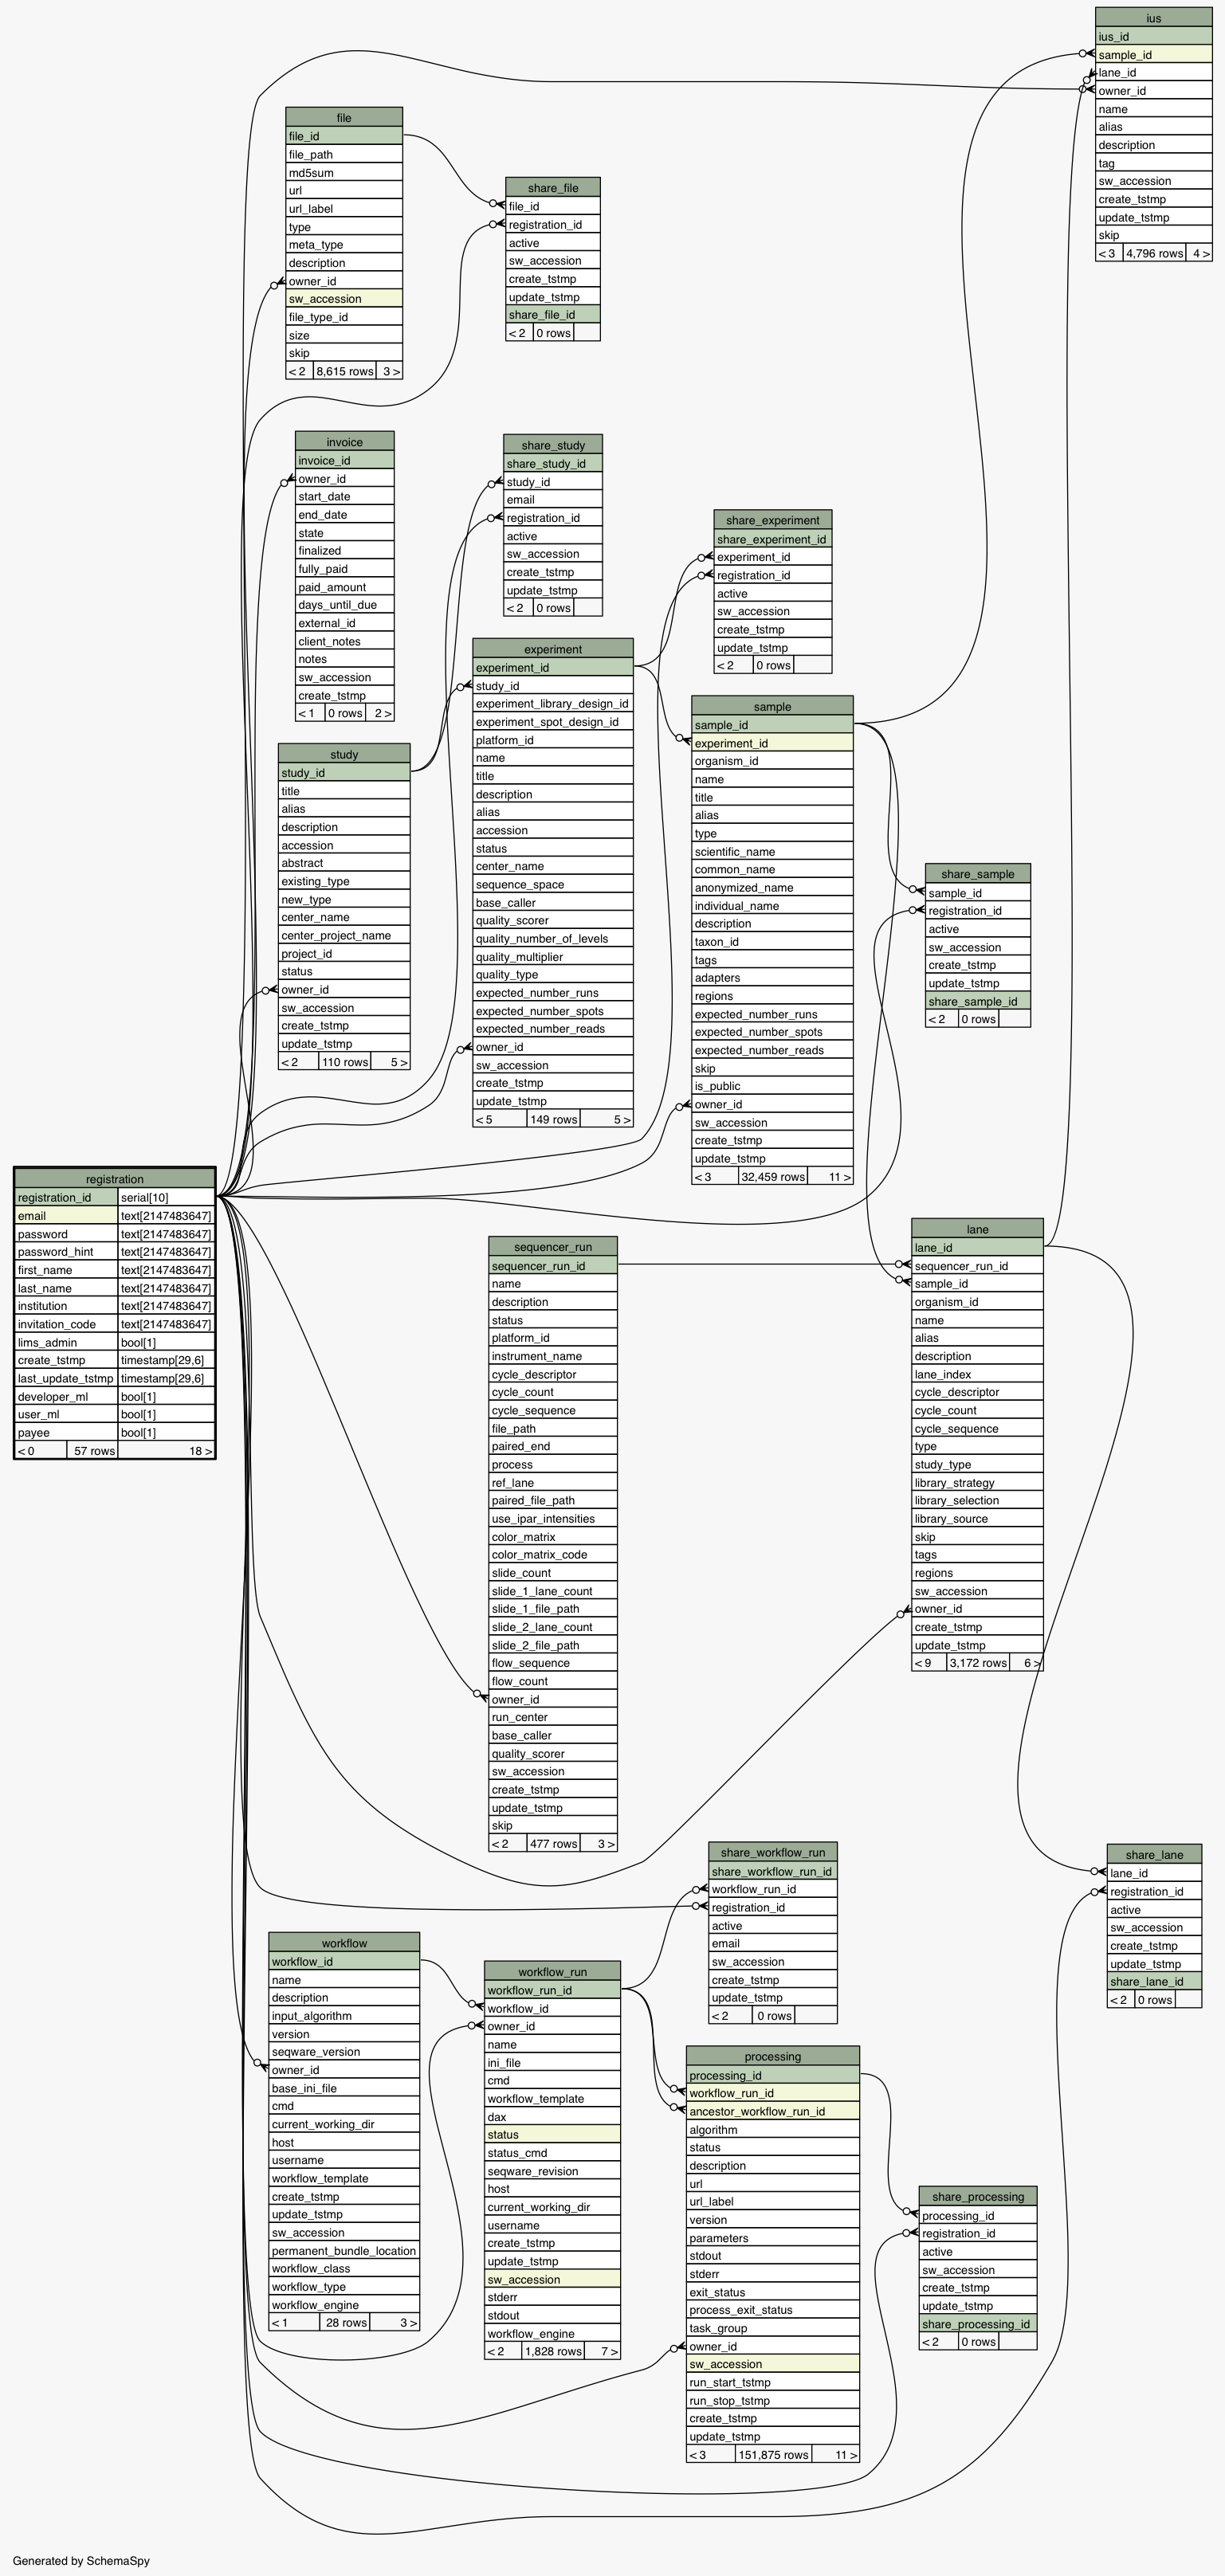 ius
ius_id
sample_id
lane_id
owner_id
name
alias
description
tag
sw_accession
create_tstmp
update_tstmp
skip
< 3 4,796 rows 4 >
file
file_id
file_path
md5sum
url
url_label
type
meta_type
description
owner_id
sw_accession
file_type_id
size
skip
< 2 8,615 rows 3 >
share_file
file_id
registration_id
active
sw_accession
create_tstmp
update_tstmp
share_file_id
< 2 0 rows
invoice
invoice_id
owner_id
start_date
end_date
state
finalized
fully_paid
paid_amount
days_until_due
external_id
client_notes
notes
sw_accession
create_tstmp
< 1 0 rows 2 >
share_study
share_study_id
study_id
email
registration_id
active
sw_accession
create_tstmp
update_tstmp
< 2 0 rows
share_experiment
share_experiment_id
experiment_id
registration_id
active
sw_accession
create_tstmp
update_tstmp
< 2 0 rows
experiment
experiment_id
study_id
experiment_library_design_id
experiment_spot_design_id
platform_id
name
title
description
alias
accession
status
center_name
sequence_space
base_caller
quality_scorer
quality_number_of_levels
quality_multiplier
quality_type
expected_number_runs
expected_number_spots
expected_number_reads
owner_id
sw_accession
create_tstmp
update_tstmp
< 5 149 rows 5 >
sample
sample_id
experiment_id
organism_id
name
title
alias
type
scientific_name
common_name
anonymized_name
individual_name
description
taxon_id
tags
adapters
regions
expected_number_runs
expected_number_spots
expected_number_reads
skip
is_public
owner_id
sw_accession
create_tstmp
update_tstmp
< 3 32,459 rows 11 >
study
study_id
title
alias
description
accession
abstract
existing_type
new_type
center_name
center_project_name
project_id
status
owner_id
sw_accession
create_tstmp
update_tstmp
< 2 110 rows 5 >
share_sample
sample_id
registration_id
active
sw_accession
create_tstmp
update_tstmp
share_sample_id
< 2 0 rows
registration
registration_id serial[10]
email text[2147483647]
password text[2147483647]
password_hint text[2147483647]
first_name text[2147483647]
last_name text[2147483647]
institution text[2147483647]
invitation_code text[2147483647]
lims_admin bool[1]
create_tstmp timestamp[29,6]
last_update_tstmp timestamp[29,6]
developer_ml bool[1]
user_ml bool[1]
payee bool[1]
< 0 57 rows 18 >
sequencer_run
sequencer_run_id
name
description
status
platform_id
instrument_name
cycle_descriptor
cycle_count
cycle_sequence
file_path
paired_end
process
ref_lane
paired_file_path
use_ipar_intensities
color_matrix
color_matrix_code
slide_count
slide_1_lane_count
slide_1_file_path
slide_2_lane_count
slide_2_file_path
flow_sequence
flow_count
owner_id
run_center
base_caller
quality_scorer
sw_accession
create_tstmp
update_tstmp
skip
< 2 477 rows 3 >
lane
lane_id
sequencer_run_id
sample_id
organism_id
name
alias
description
lane_index
cycle_descriptor
cycle_count
cycle_sequence
type
study_type
library_strategy
library_selection
library_source
skip
tags
regions
sw_accession
owner_id
create_tstmp
update_tstmp
< 9 3,172 rows 6 >
share_workflow_run
share_workflow_run_id
workflow_run_id
registration_id
active
email
sw_accession
create_tstmp
update_tstmp
< 2 0 rows
share_lane
lane_id
registration_id
active
sw_accession
create_tstmp
update_tstmp
share_lane_id
< 2 0 rows
workflow
workflow_id
name
description
input_algorithm
version
seqware_version
owner_id
base_ini_file
cmd
current_working_dir
host
username
workflow_template
create_tstmp
update_tstmp
sw_accession
permanent_bundle_location
workflow_class
workflow_type
workflow_engine
< 1 28 rows 3 >
workflow_run
workflow_run_id
workflow_id
owner_id
name
ini_file
cmd
workflow_template
dax
status
status_cmd
seqware_revision
host
current_working_dir
username
create_tstmp
update_tstmp
sw_accession
stderr
stdout
workflow_engine
< 2 1,828 rows 7 >
processing
processing_id
workflow_run_id
ancestor_workflow_run_id
algorithm
status
description
url
url_label
version
parameters
stdout
stderr
exit_status
process_exit_status
task_group
owner_id
sw_accession
run_start_tstmp
run_stop_tstmp
create_tstmp
update_tstmp
< 3 151,875 rows 11 >
share_processing
processing_id
registration_id
active
sw_accession
create_tstmp
update_tstmp
share_processing_id
< 2 0 rows
Generated by SchemaSpy